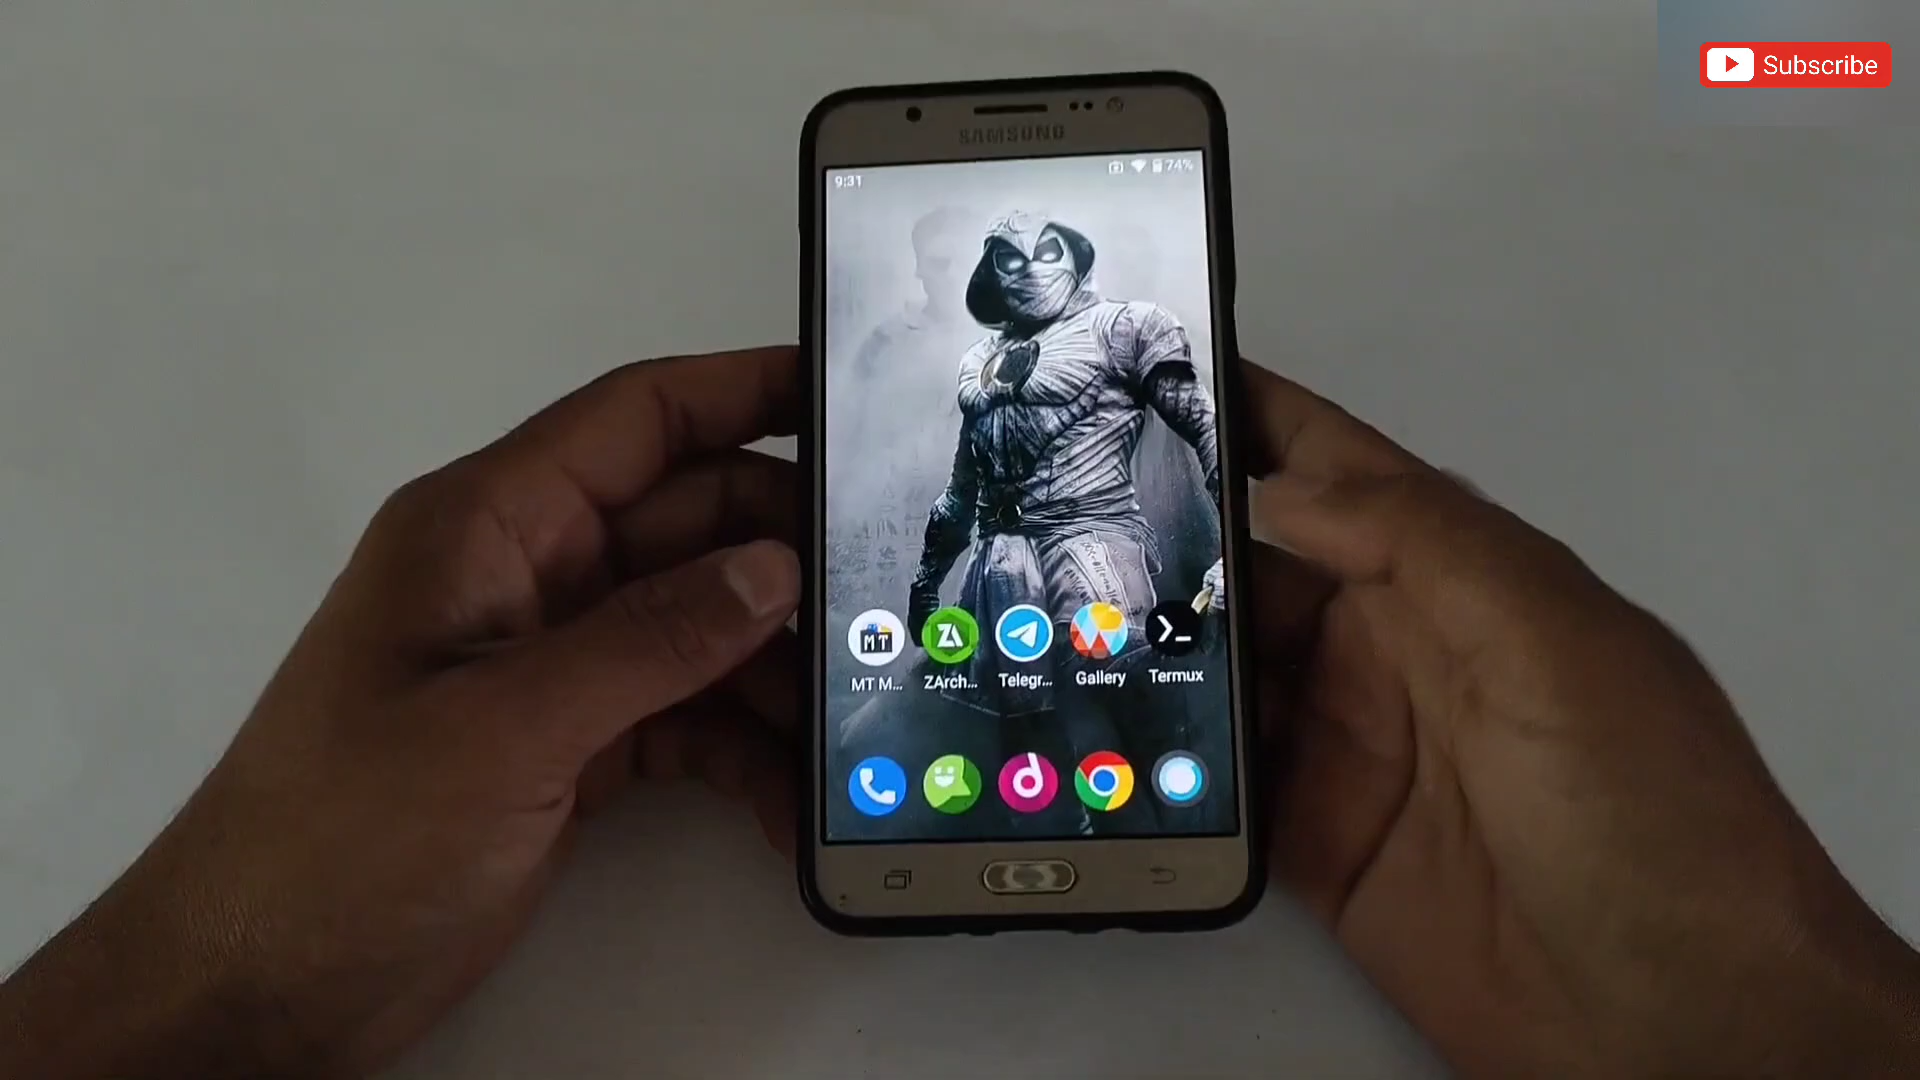 Subscribe
SAMSUNG
9:31
74%
MT M...
ZArch...
Telegr...
Gallery
Termux